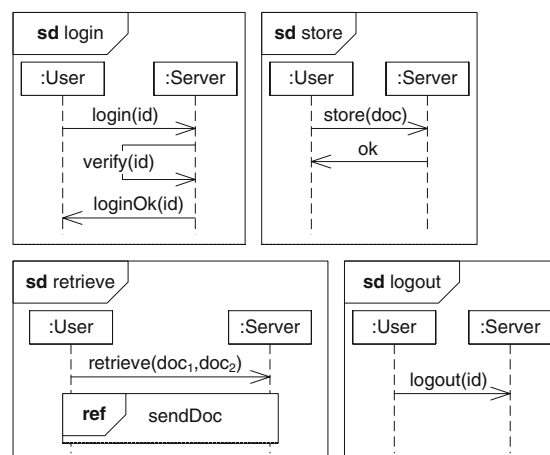 sd login
:User :Server
login(id)
verify(id)
loginOk(id)
sd store
:User :Server
store(doc)
ok
sd retrieve
:User :Server
retrieve(doc₁,doc₂)
ref sendDoc
sd logout
:User :Server
logout(id)